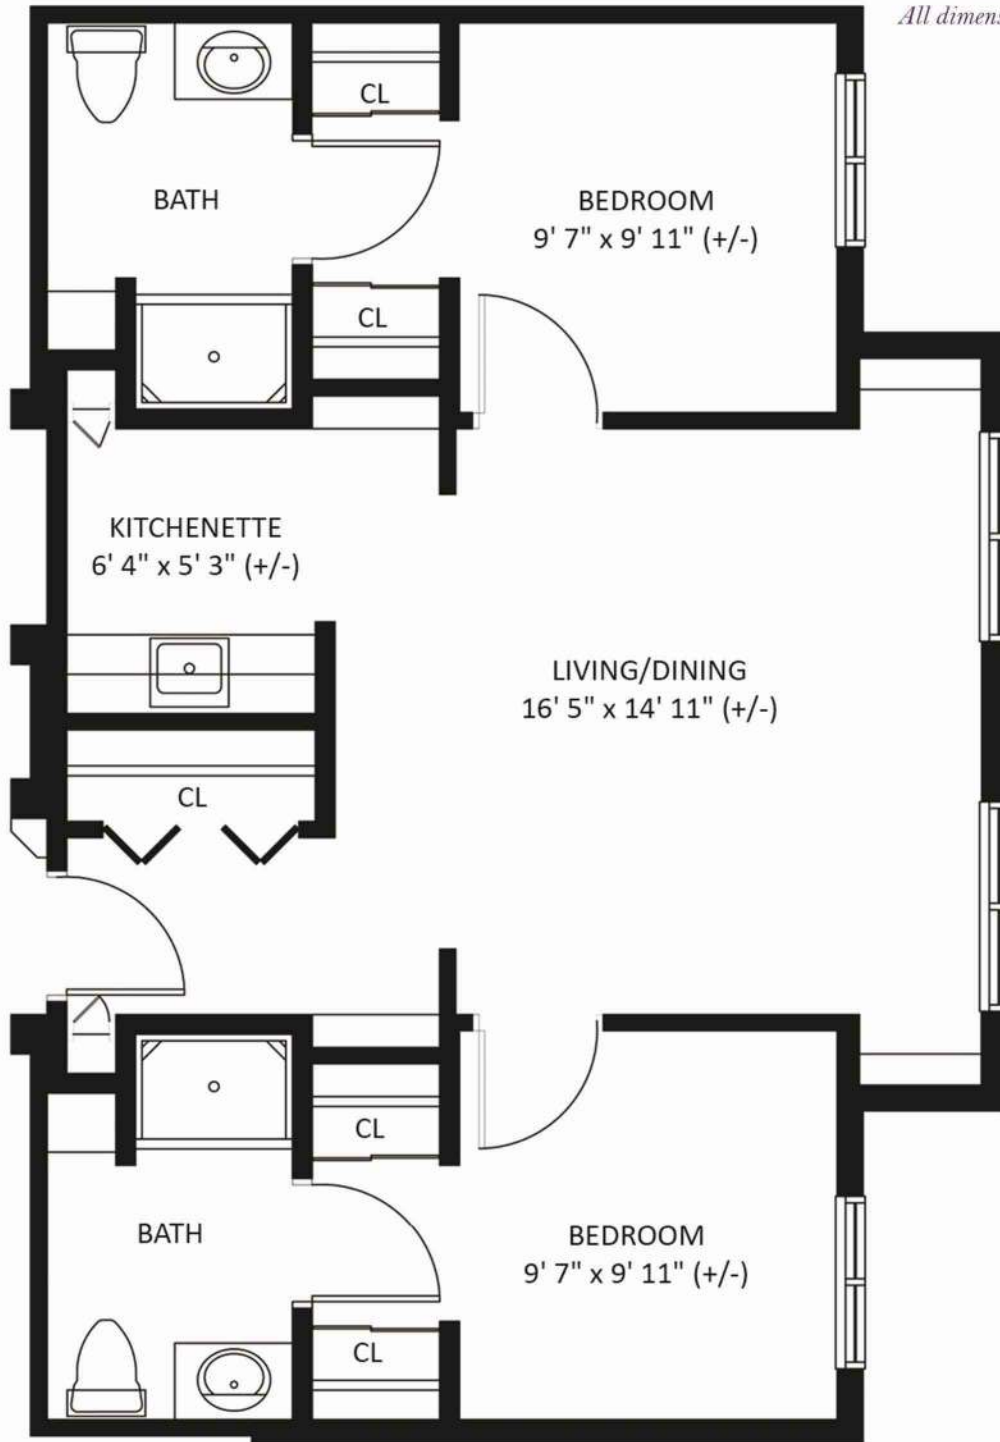 All dimens
CL
BATH
BEDROOM
9' 7" x 9' 11" (+/-)
CL
KITCHENETTE
6' 4" x 5' 3" (+/-)
LIVING/DINING
16' 5" x 14' 11" (+/-)
CL
CL
BATH
BEDROOM
9' 7" x 9' 11" (+/-)
CL